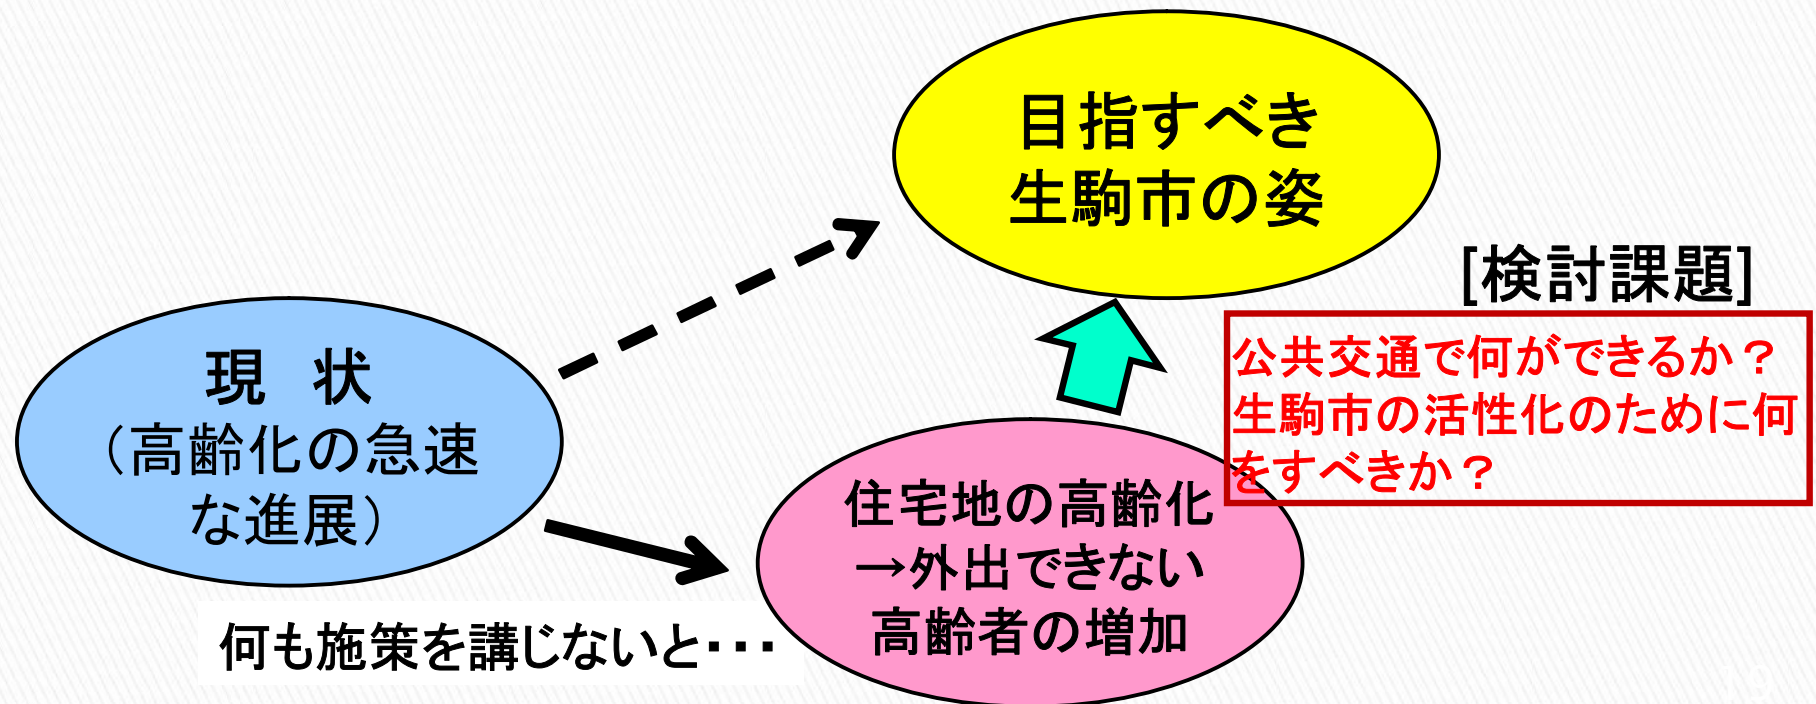 目指すべき
生駒市の姿
[検討課題]
公共交通で何ができるか？
生駒市の活性化のために何
をすべきか？
現　状
（高齢化の急速
な進展）
住宅地の高齢化
→外出できない
高齢者の増加
何も施策を講じないと・・・